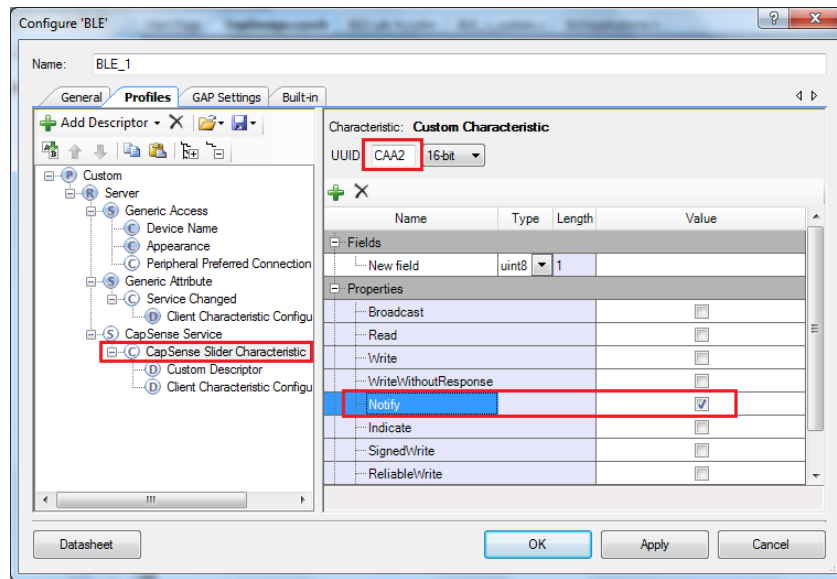 Configure 'BLE'
Name: BLE_1
General Profiles GAP Settings Built-in
Add Descriptor
Custom
Server
Generic Access
Device Name
Appearance
Peripheral Preferred Connection
Generic Attribute
Service Changed
Client Characteristic Configu
CapSense Service
CapSense Slider Characteristic
Custom Descriptor
Client Characteristic Configu
Characteristic: Custom Characteristic
UUID CAA2 16-bit
Name Type Length Value
Fields
New field uint8 1
Properties
Broadcast
Read
Write
WriteWithoutResponse
Notify
Indicate
SignedWrite
ReliableWrite
Datasheet OK Apply Cancel